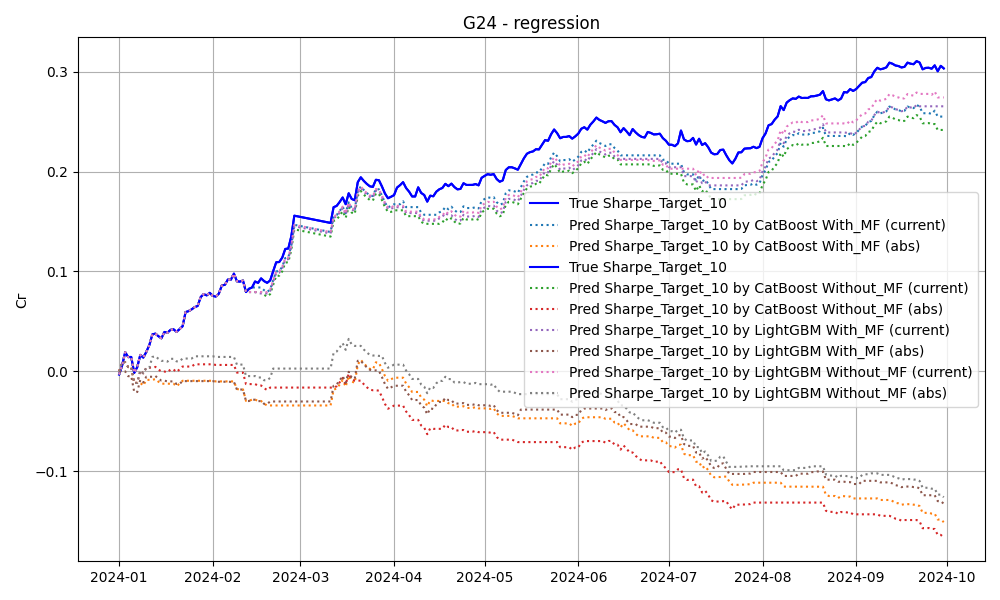 G24 - regression
Cr
0.3
0.2
0.1
0.0
−0.1
True Sharpe_Target_10
Pred Sharpe_Target_10 by CatBoost With_MF (current)
Pred Sharpe_Target_10 by CatBoost With_MF (abs)
True Sharpe_Target_10
Pred Sharpe_Target_10 by CatBoost Without_MF (current)
Pred Sharpe_Target_10 by CatBoost Without_MF (abs)
Pred Sharpe_Target_10 by LightGBM With_MF (current)
Pred Sharpe_Target_10 by LightGBM With_MF (abs)
Pred Sharpe_Target_10 by LightGBM Without_MF (current)
Pred Sharpe_Target_10 by LightGBM Without_MF (abs)
2024-01 2024-02 2024-03 2024-04 2024-05 2024-06 2024-07 2024-08 2024-09 2024-10